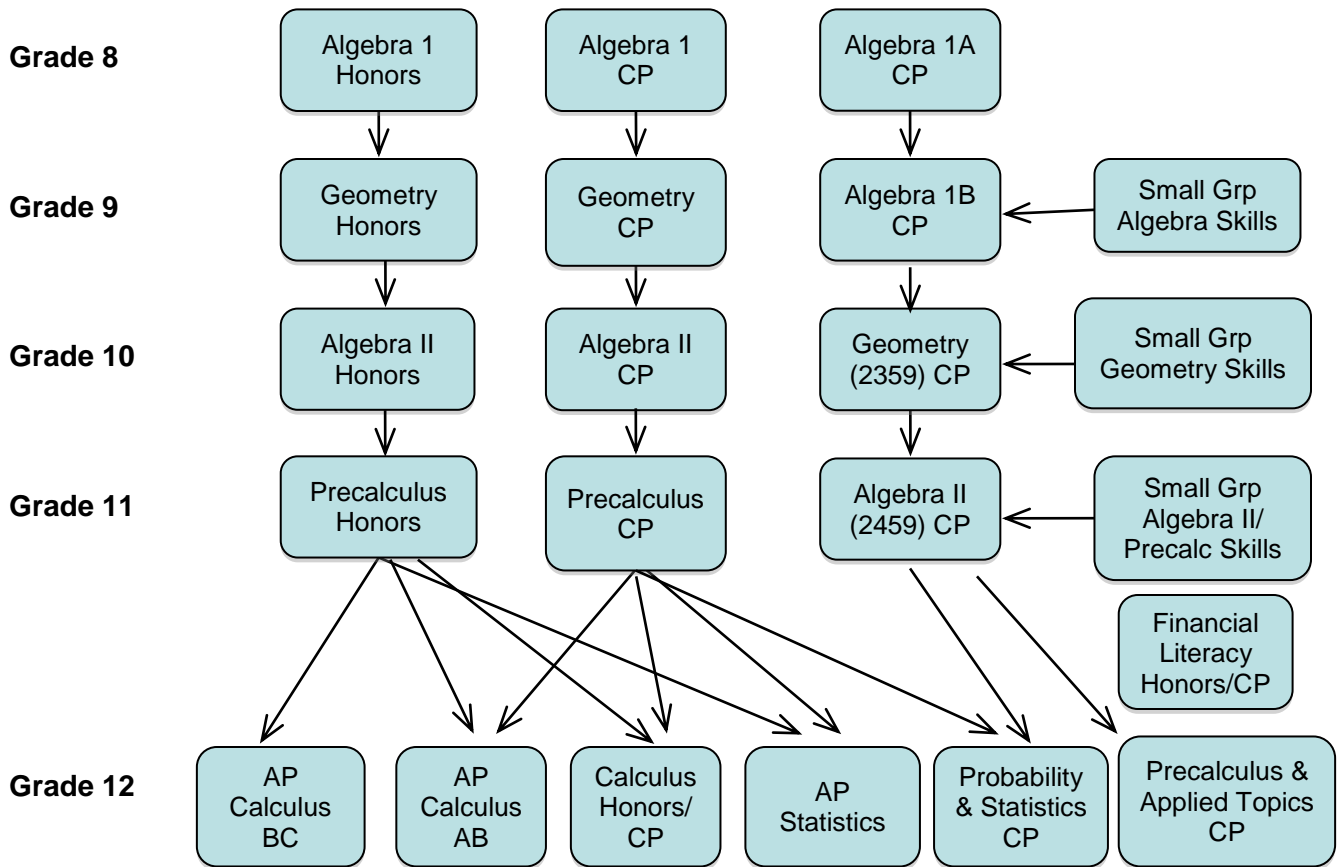 Grade 8
Algebra 1
Honors
Algebra 1
CP
Algebra 1A
CP
Grade 9
Geometry
Honors
Geometry
CP
Algebra 1B
CP
Small Grp
Algebra Skills
Grade 10
Algebra II
Honors
Algebra II
CP
Geometry
(2359) CP
Small Grp
Geometry Skills
Grade 11
Precalculus
Honors
Precalculus
CP
Algebra II
(2459) CP
Small Grp
Algebra II/
Precalc Skills
Financial
Literacy
Honors/CP
Grade 12
AP
Calculus
BC
AP
Calculus
AB
Calculus
Honors/
CP
AP
Statistics
Probability
& Statistics
CP
Precalculus &
Applied Topics
CP